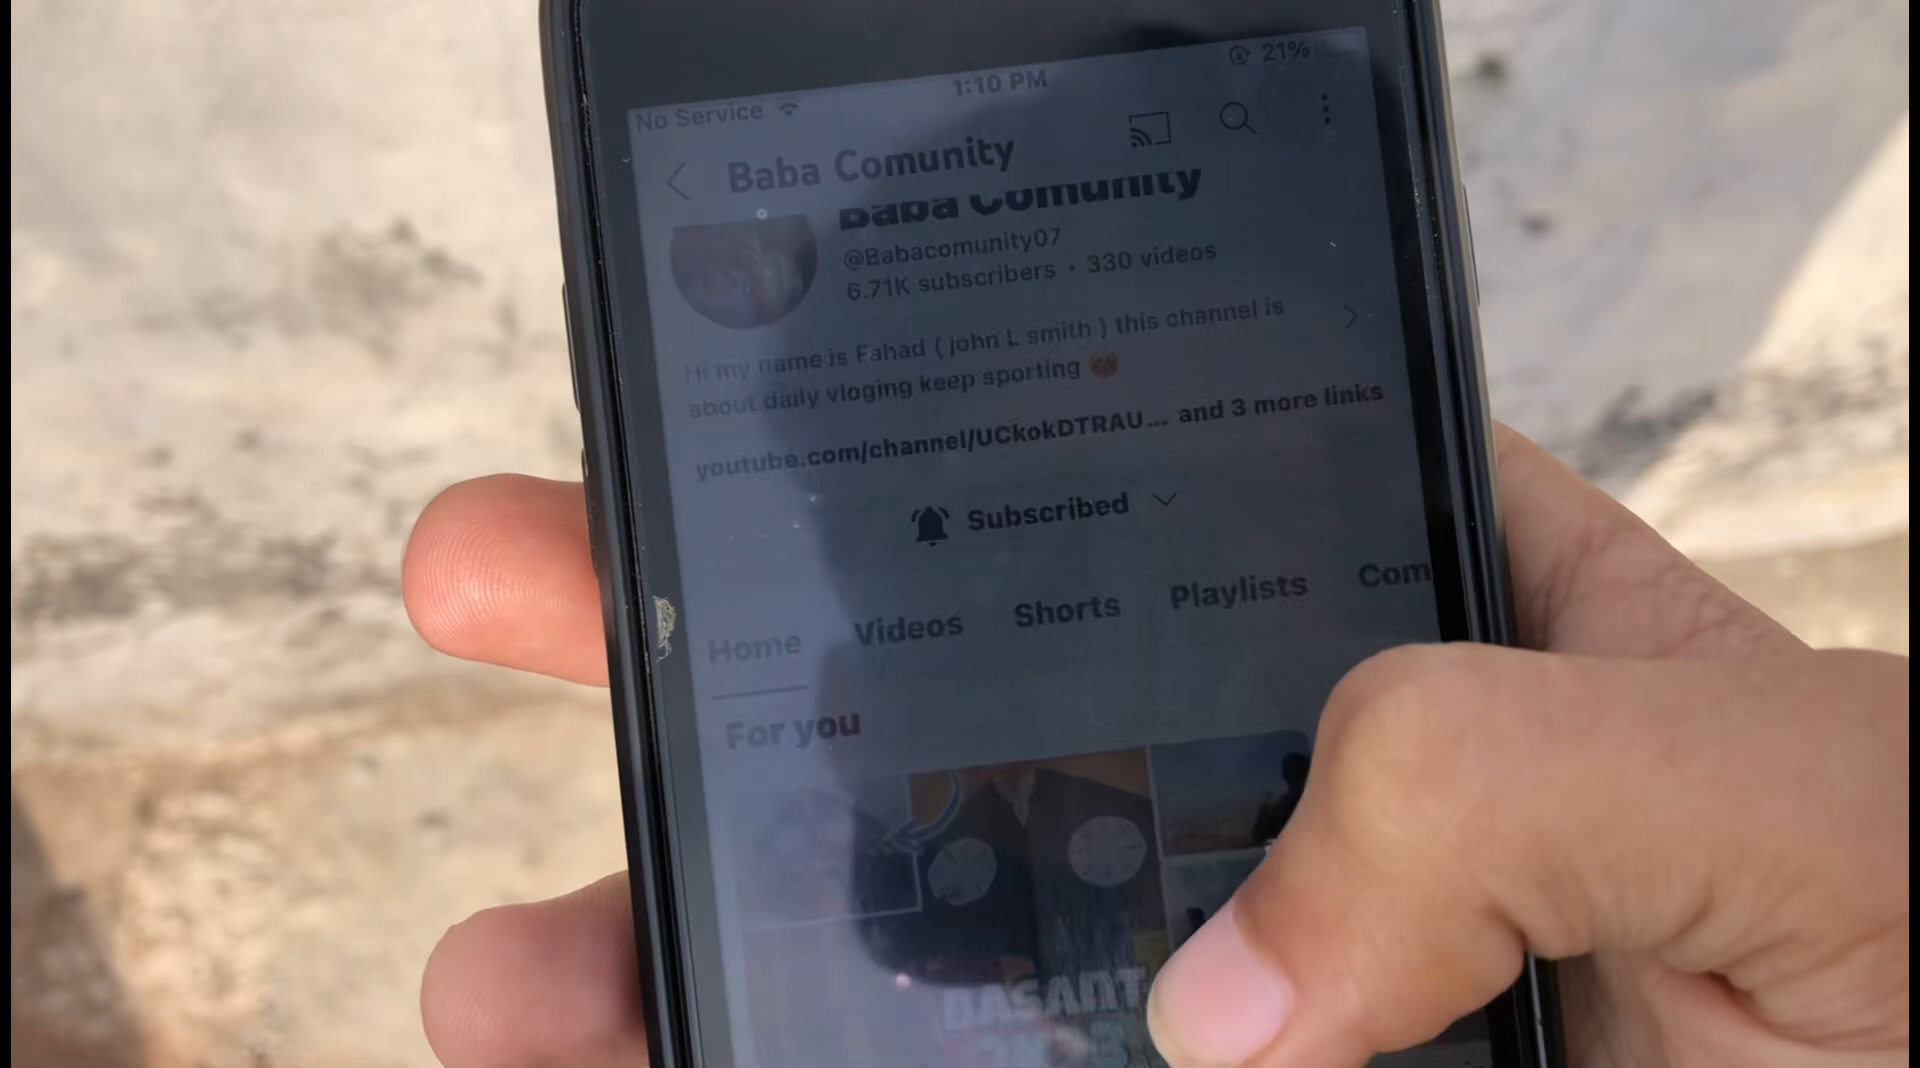 No Service
1:10 PM
21%
Baba Comunity
Baba Comunity
@Babacomunity07
6.71K subscribers · 330 videos
Hi my name is Fahad ( john L smith ) this channel is
about daily vloging keep sporting
youtube.com/channel/UCkokDTRAU... and 3 more links
Subscribed
Home Videos Shorts Playlists Com
For you
BASANT